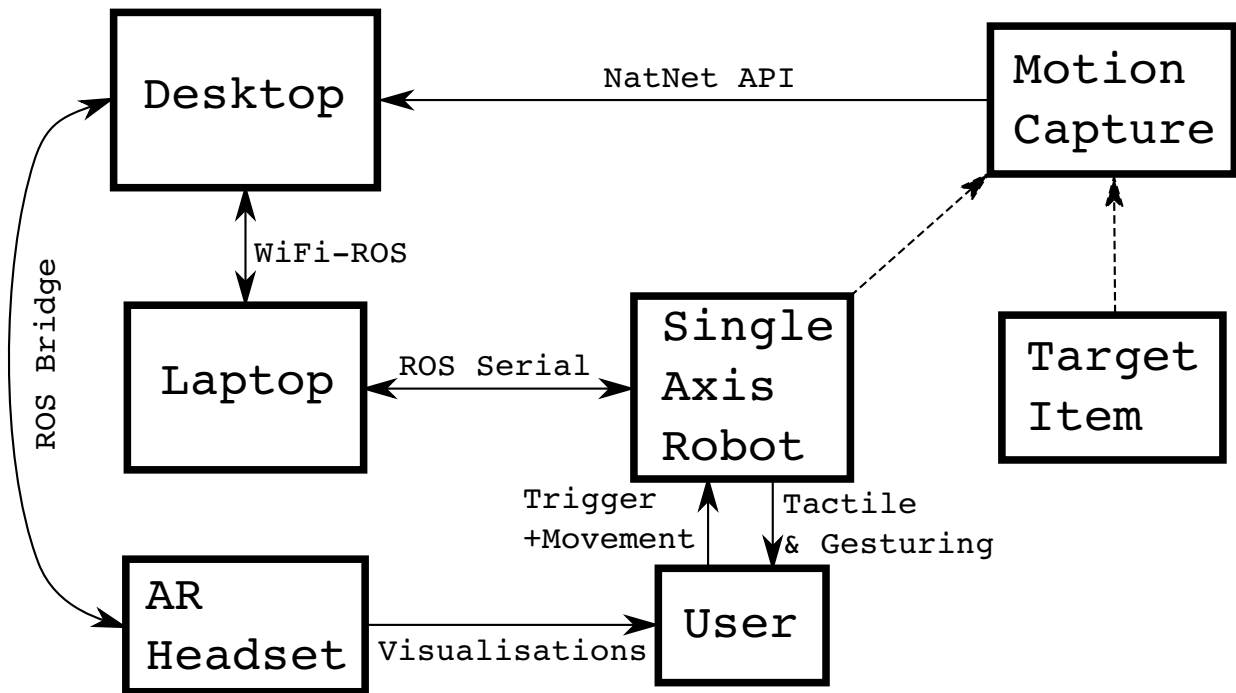 NatNet API
Desktop
Motion
Capture
WiFi-ROS
ROS Bridge
Laptop
ROS Serial
Single
Axis
Robot
Target
Item
Trigger
+Movement
Tactile
& Gesturing
AR
Headset
Visualisations
User